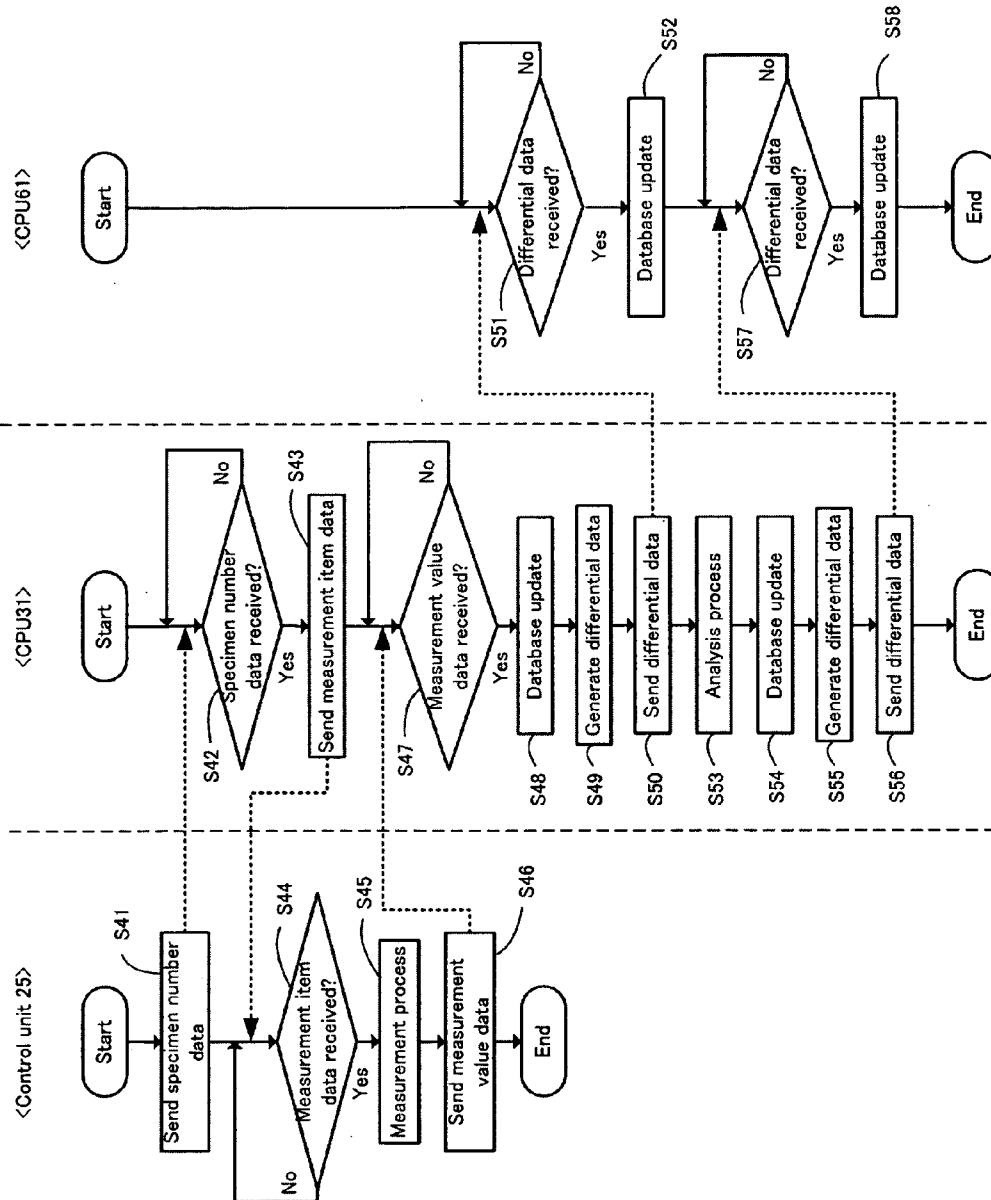 <Control unit 25>
Start
Send specimen number
data
S41
Measurement item
data received?
S44
No
Yes
Measurement process
S45
Send measurement
value data
S46
End
<CPU31>
Start
Specimen number
data received?
S42
No
Yes
Send measurement item data
S43
Measurement value
data received?
S47
No
Yes
Database update
S48
Generate differential data
S49
Send differential data
S50
Analysis process
S53
Database update
S54
Generate differential data
S55
Send differential data
S56
End
<CPU61>
Start
Differential data
received?
S51
No
Yes
Database update
S52
Differential data
received?
S57
No
Yes
Database update
S58
End